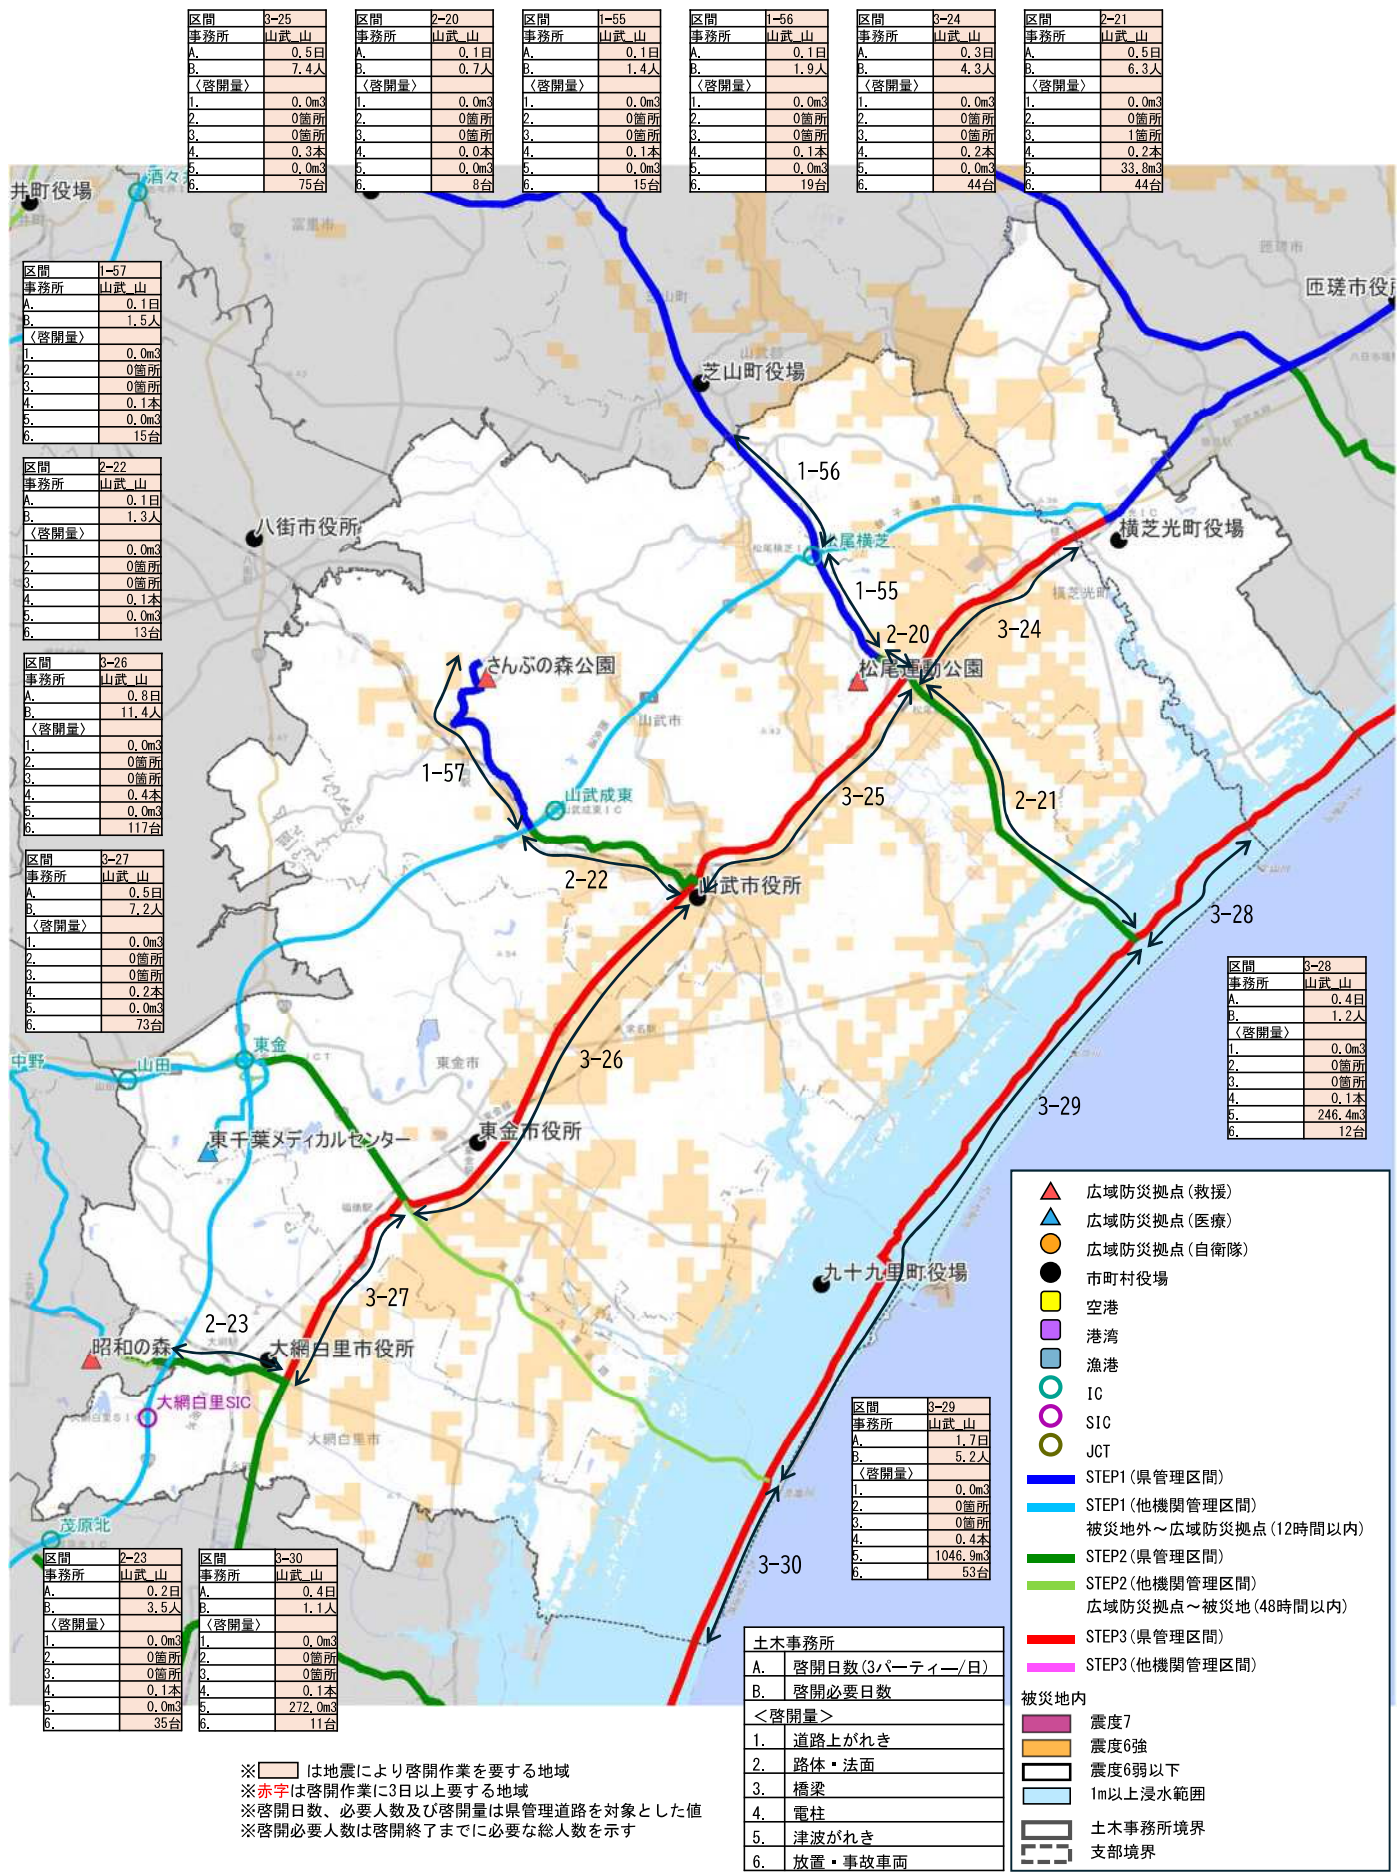 区間 3-25
事務所 山武_山
A. 0.5日
B. 7.4人
〈啓開量〉
1. 0.0m3
2. 0箇所
3. 0箇所
4. 0.3本
5. 0.0m3
6. 75台
区間 2-20
事務所 山武_山
A. 0.1日
B. 0.7人
〈啓開量〉
1. 0.0m3
2. 0箇所
3. 0箇所
4. 0.0本
5. 0.0m3
6. 8台
区間 1-55
事務所 山武_山
A. 0.1日
B. 1.4人
〈啓開量〉
1. 0.0m3
2. 0箇所
3. 0箇所
4. 0.1本
5. 0.0m3
6. 15台
区間 1-56
事務所 山武_山
A. 0.1日
B. 1.9人
〈啓開量〉
1. 0.0m3
2. 0箇所
3. 0箇所
4. 0.1本
5. 0.0m3
6. 19台
区間 3-24
事務所 山武_山
A. 0.3日
B. 4.3人
〈啓開量〉
1. 0.0m3
2. 0箇所
3. 0箇所
4. 0.2本
5. 0.0m3
6. 44台
区間 2-21
事務所 山武_山
A. 0.5日
B. 6.3人
〈啓開量〉
1. 0.0m3
2. 0箇所
3. 1箇所
4. 0.2本
5. 33.8m3
6. 44台
井町役場
酒々
富里市
芝山町
匝瑳市
匝瑳市役
区間 1-57
事務所 山武_山
A. 0.1日
B. 1.5人
〈啓開量〉
1. 0.0m3
2. 0箇所
3. 0箇所
4. 0.1本
5. 0.0m3
6. 15台
山武郡
芝山町役場
区間 2-22
事務所 山武_山
A. 0.1日
B. 1.3人
〈啓開量〉
1. 0.0m3
2. 0箇所
3. 0箇所
4. 0.1本
5. 0.0m3
6. 13台
1-56
八街市役所
松尾横芝
横芝光町役場
横芝光町
1-55
2-20
3-24
区間 3-26
事務所 山武_山
A. 0.8日
B. 11.4人
〈啓開量〉
1. 0.0m3
2. 0箇所
3. 0箇所
4. 0.4本
5. 0.0m3
6. 117台
さんぶの森公園
松尾運動公園
山武市
1-57
山武成東
山武成東IC
3-25
2-21
区間 3-27
事務所 山武_山
A. 0.5日
B. 7.2人
〈啓開量〉
1. 0.0m3
2. 0箇所
3. 0箇所
4. 0.2本
5. 0.0m3
6. 73台
2-22
山武市役所
3-28
区間 3-28
事務所 山武_山
A. 0.4日
B. 1.2人
〈啓開量〉
1. 0.0m3
2. 0箇所
3. 0箇所
4. 0.1本
5. 246.4m3
6. 12台
中野
山田
東金
東金市
3-26
3-29
東千葉メディカルセンター
東金市役所
九十九里町役場
3-27
2-23
昭和の森
大網白里市役所
大網白里SIC
大網白里市
茂原北
3-30
区間 3-29
事務所 山武_山
A. 1.7日
B. 5.2人
〈啓開量〉
1. 0.0m3
2. 0箇所
3. 0箇所
4. 0.4本
5. 1046.9m3
6. 53台
区間 2-23
事務所 山武_山
A. 0.2日
B. 3.5人
〈啓開量〉
1. 0.0m3
2. 0箇所
3. 0箇所
4. 0.1本
5. 0.0m3
6. 35台
区間 3-30
事務所 山武_山
A. 0.4日
B. 1.1人
〈啓開量〉
1. 0.0m3
2. 0箇所
3. 0箇所
4. 0.1本
5. 272.0m3
6. 11台
広域防災拠点(救援)
広域防災拠点(医療)
広域防災拠点(自衛隊)
市町村役場
空港
港湾
漁港
IC
SIC
JCT
STEP1(県管理区間)
STEP1(他機関管理区間)
被災地外～広域防災拠点(12時間以内)
STEP2(県管理区間)
STEP2(他機関管理区間)
広域防災拠点～被災地(48時間以内)
STEP3(県管理区間)
STEP3(他機関管理区間)
被災地内
震度7
震度6強
震度6弱以下
1m以上浸水範囲
土木事務所境界
支部境界
土木事務所
A. 啓開日数(3パーティー/日)
B. 啓開必要日数
<啓開量>
1. 道路上がれき
2. 路体・法面
3. 橋梁
4. 電柱
5. 津波がれき
6. 放置・事故車両
※ は地震により啓開作業を要する地域
※赤字は啓開作業に3日以上要する地域
※啓開日数、必要人数及び啓開量は県管理道路を対象とした値
※啓開必要人数は啓開終了までに必要な総人数を示す